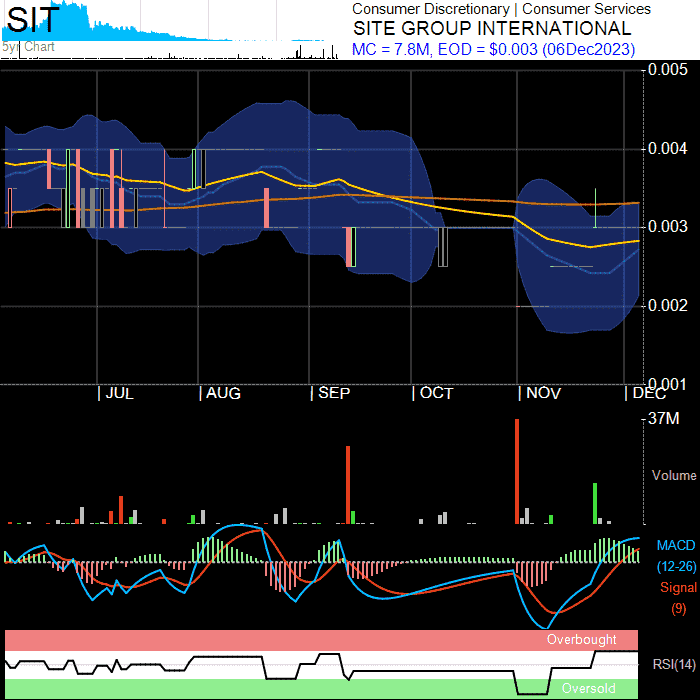 SIT
5yr Chart
Consumer Discretionary | Consumer Services
SITE GROUP INTERNATIONAL
MC = 7.8M, EOD = $0.003 (06Dec2023)
0.005
0.004
0.003
0.002
0.001
| JUL | AUG | SEP | OCT | NOV | DEC
37M
Volume
MACD
(12-26)
Signal
(9)
Overbought
RSI(14)
Oversold